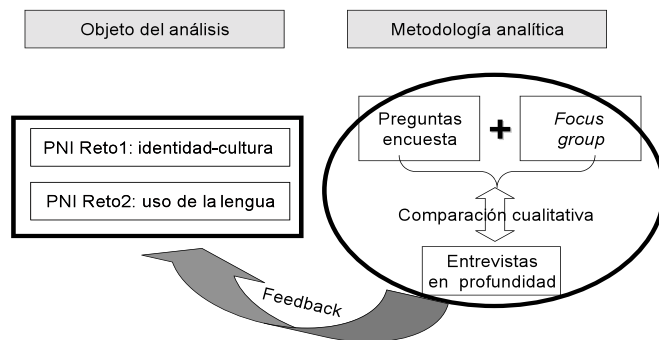 Objeto del análisis
Metodología analítica
PNI Reto1: identidad-cultura
PNI Reto2: uso de la lengua
Preguntas
encuesta
+
Focus
group
Comparación cualitativa
Entrevistas
en profundidad
Feedback